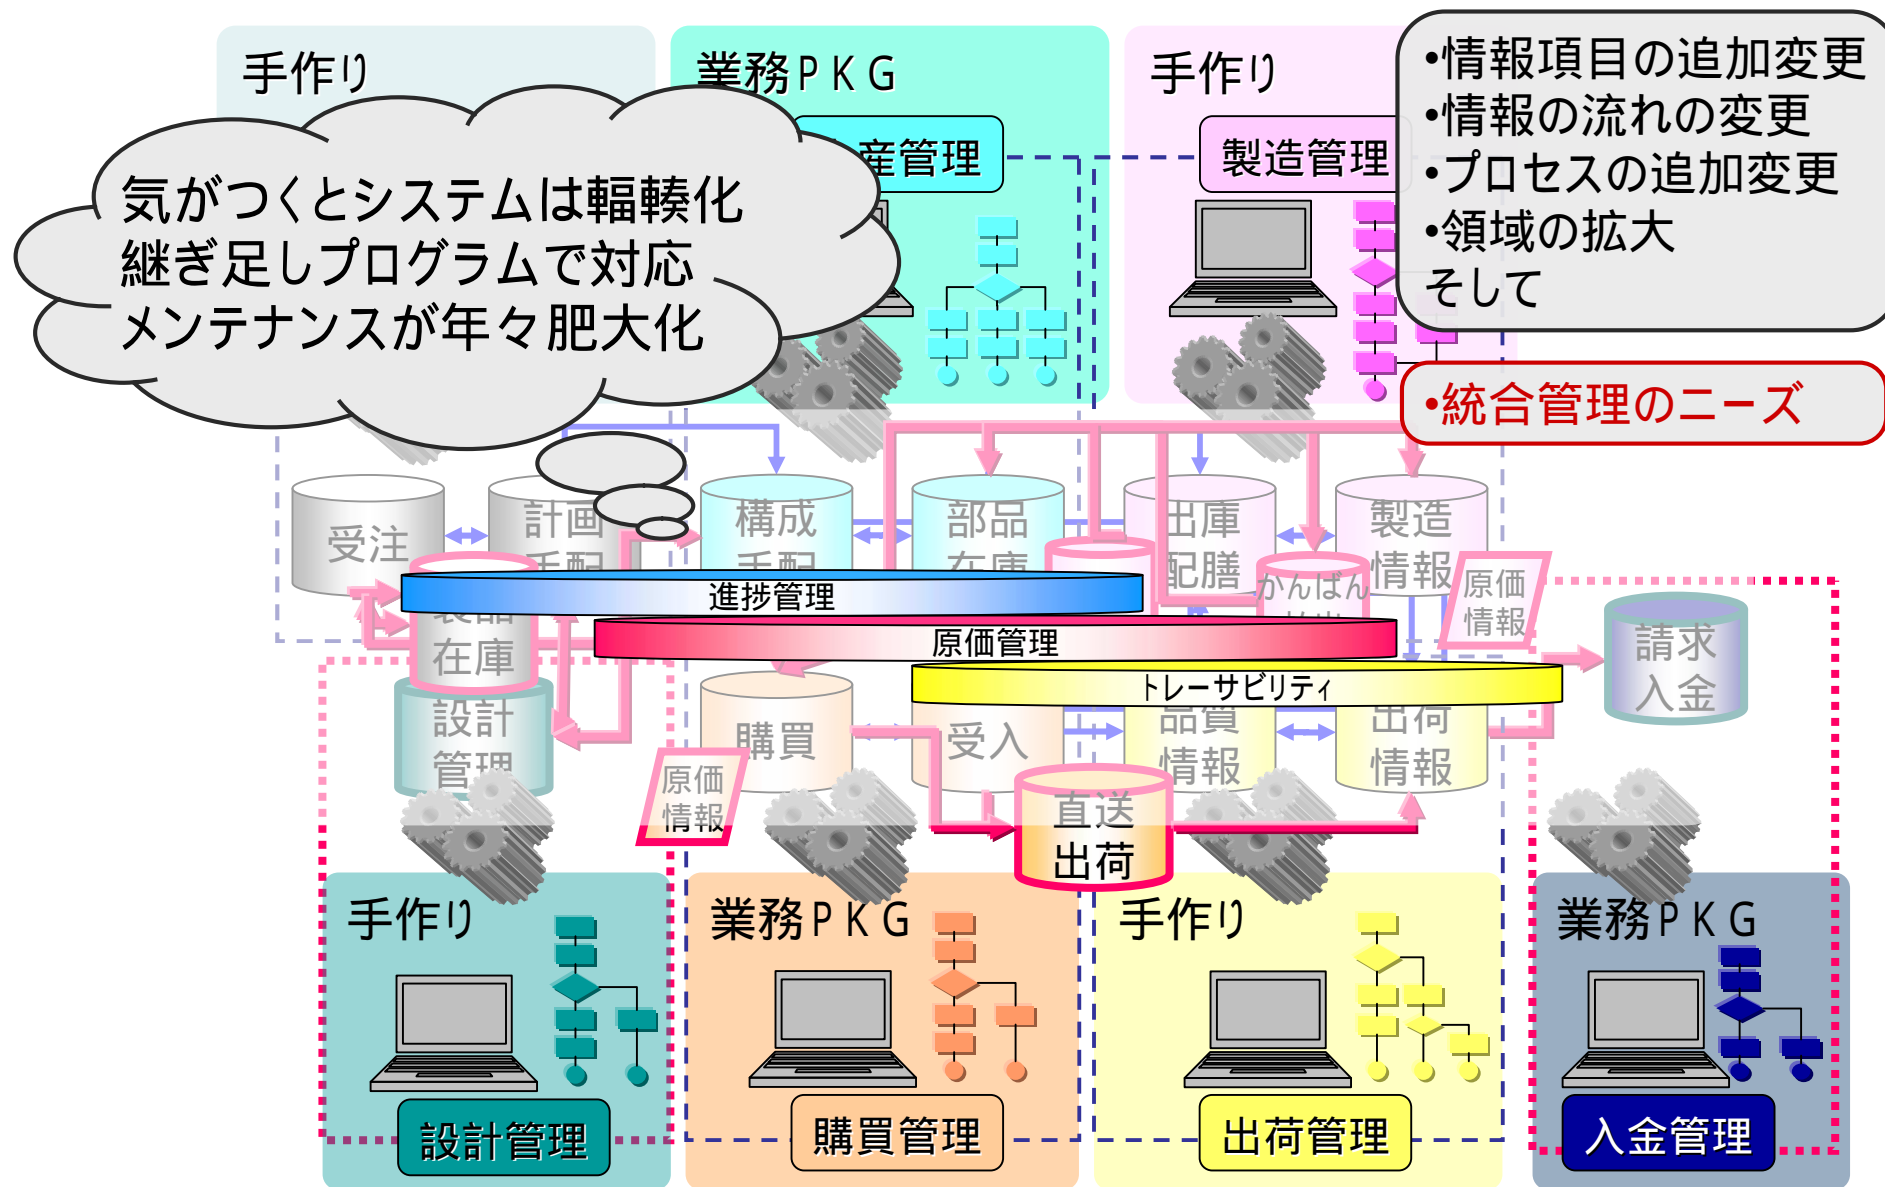 手作り
業務ＰＫＧ
手作り
・情報項目の追加変更
・情報の流れの変更
・プロセスの追加変更
・領域の拡大
そして
・統合管理のニーズ
産管理
製造管理
気がつくとシステムは輻輳化
継ぎ足しプログラムで対応
メンテナンスが年々肥大化
受注
計画
手配
構成
手配
部品
在庫
出庫
配膳
製造
情報
かんばん
原価
情報
進捗管理
原価管理
トレーサビリティ
製品
在庫
請求
入金
設計
管理
購買
受入
品質
情報
出荷
情報
原価
情報
直送
出荷
手作り
業務ＰＫＧ
手作り
業務ＰＫＧ
設計管理
購買管理
出荷管理
入金管理